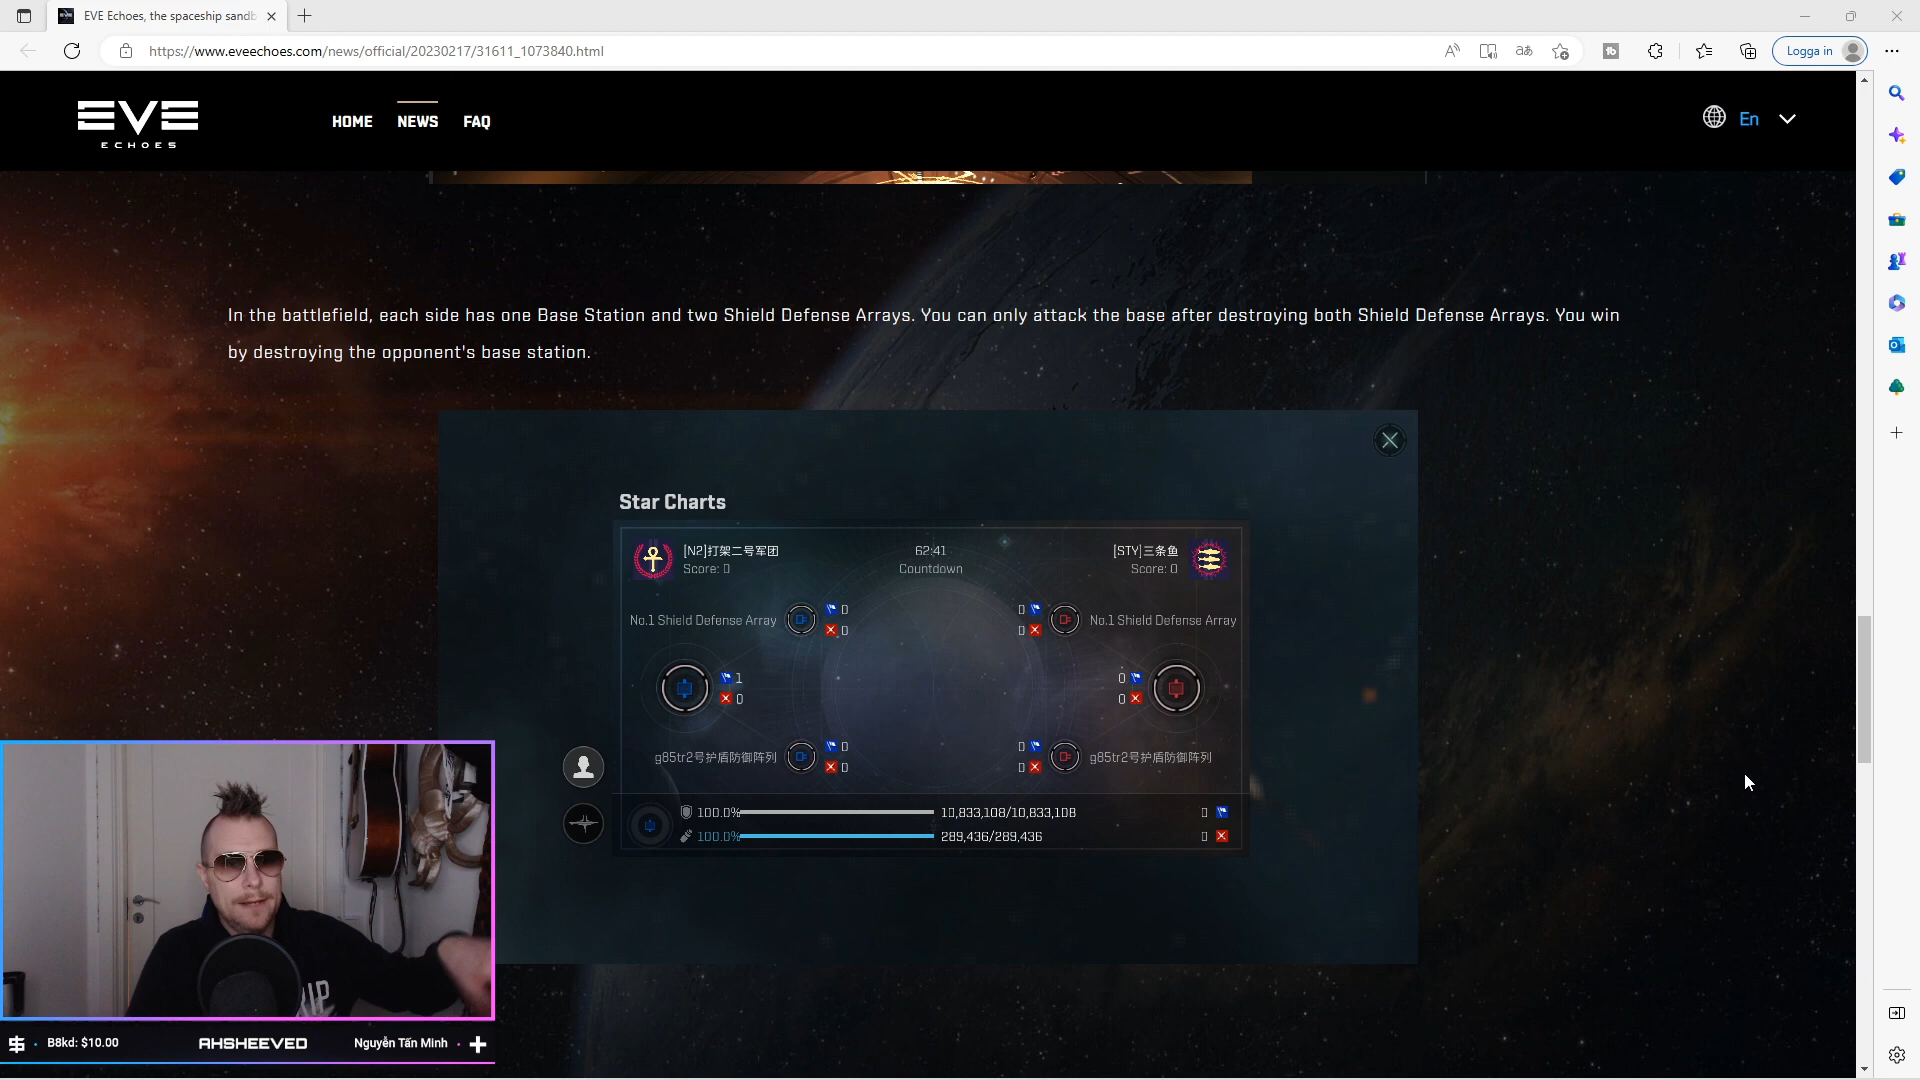 EVE Echoes, the spaceship sandb
https://www.eveechoes.com/news/official/20230217/31611_1073840.html
Logga in
EVE
ECHOES
HOME NEWS FAQ
En
In the battlefield, each side has one Base Station and two Shield Defense Arrays. You can only attack the base after destroying both Shield Defense Arrays. You win
by destroying the opponent's base station.
Star Charts
[N2]打架二号军团 62:41 [STY]三条鱼
Score: 0 Countdown Score: 0
0 0
No.1 Shield Defense Array No.1 Shield Defense Array
0 0
1 0
0 0
0 0
g85tr2号护盾防御阵列 g85tr2号护盾防御阵列
0 0
100.0% 10,833,108/10,833,108 0
100.0% 289,436/289,436 0
B8kd: $10.00 AHSHEEVED Nguyễn Tấn Minh